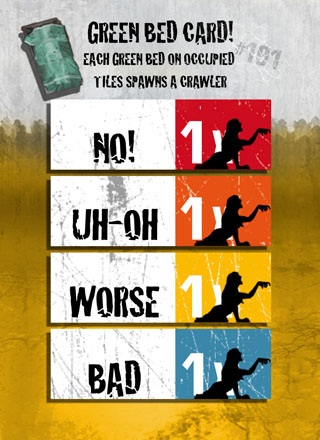 GREEN BED CARD!
EACH GREEN BED ON OCCUPIED
#191
TILES SPAWNS A CRAWLER
NO! 1x
UH-OH 1x
WORSE 1x
BAD 1x